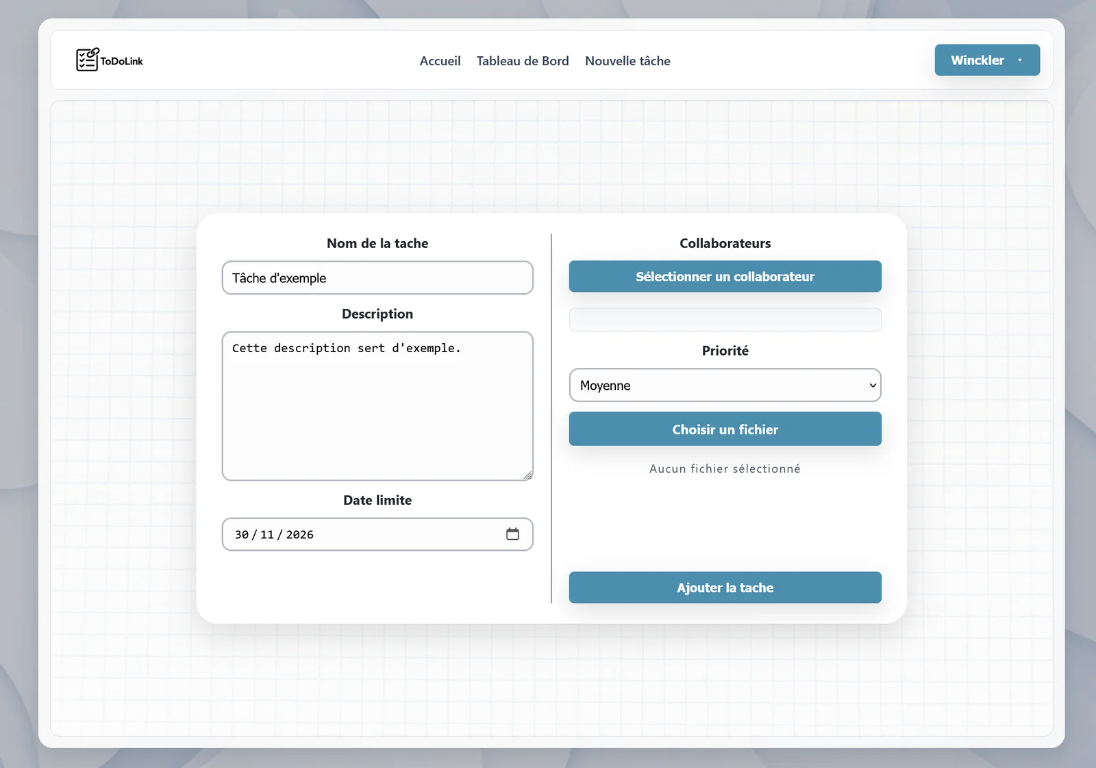 ToDoLink
Accueil
Tableau de Bord
Nouvelle tâche
Winckler
Nom de la tache
Tâche d'exemple
Description
Cette description sert d'exemple.
Date limite
30/11/2026
Collaborateurs
Sélectionner un collaborateur
Priorité
Moyenne
Choisir un fichier
Aucun fichier sélectionné
Ajouter la tache